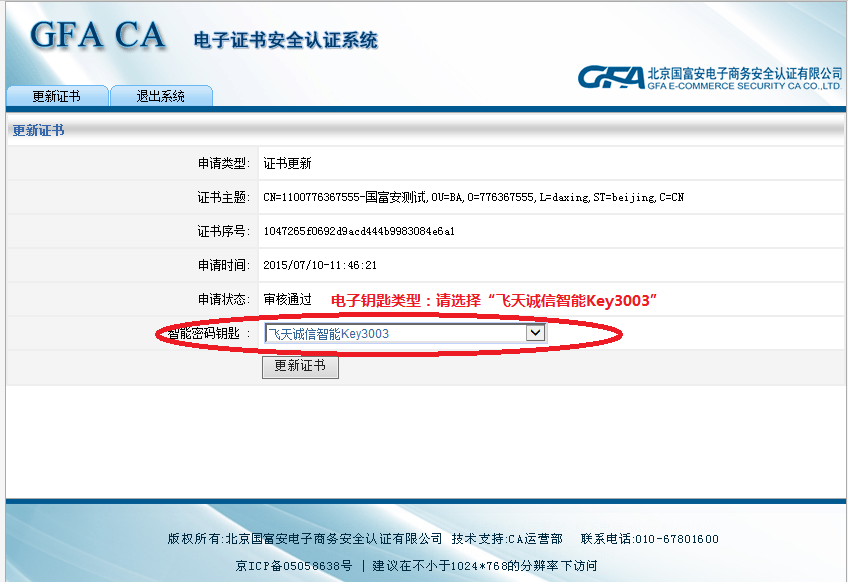 GFA CA 电子证书安全认证系统
GFA 北京国富安电子商务安全认证有限公司
GFA E-COMMERCE SECURITY CA CO.,LTD.
更新证书 退出系统
更新证书
申请类型: 证书更新
证书主题: CN=1100776367555-国富安测试,OU=BA,O=776367555,L=daxing,ST=beijing,C=CN
证书序号: 1047265f0692d9acd444b9983084e6a1
申请时间: 2015/07/10-11:46:21
申请状态: 审核通过 电子钥匙类型：请选择“飞天诚信智能Key3003”
智能密码钥匙 : 飞天诚信智能Key3003
更新证书
版权所有:北京国富安电子商务安全认证有限公司 技术支持:CA运营部 联系电话:010-67801600
京ICP备05058638号 | 建议在不小于1024*768的分辨率下访问